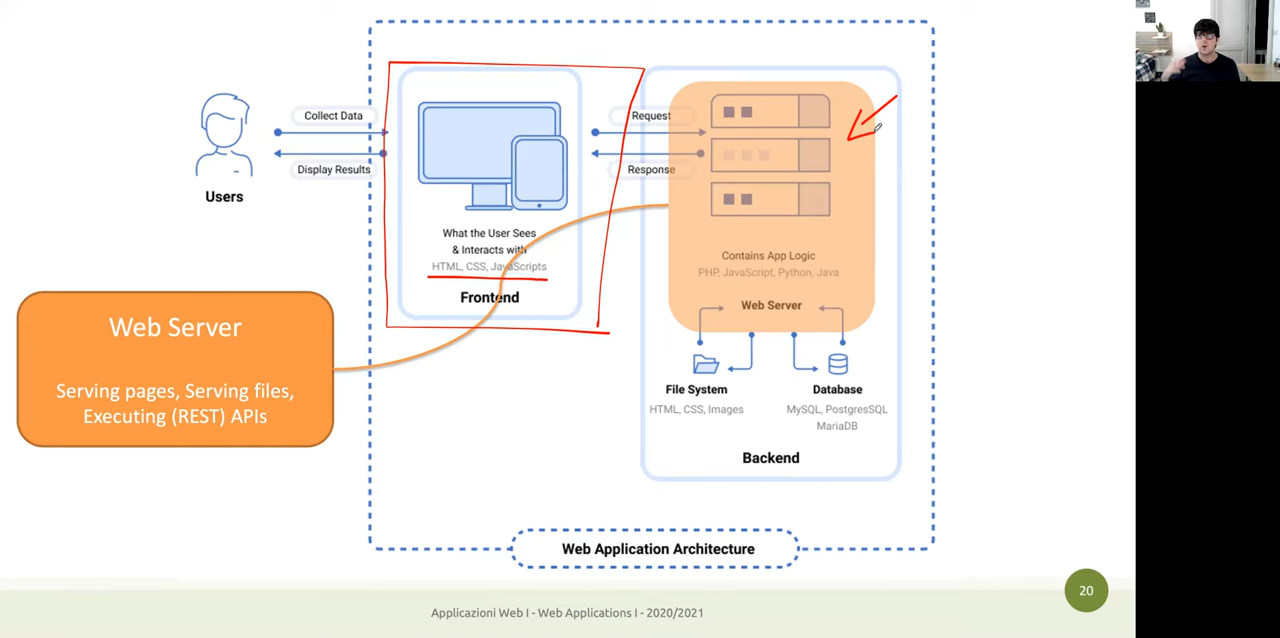 Collect Data
Display Results
Users
What the User Sees
& Interacts with
HTML, CSS, JavaScripts
Frontend
Request
Response
Contains App Logic
PHP, JavaScript, Python, Java
Web Server
File System
HTML, CSS, Images
Database
MySQL, PostgreSQL
MariaDB
Backend
Web Server
Serving pages, Serving files,
Executing (REST) APIs
Web Application Architecture
20
Applicazioni Web I - Web Applications I - 2020/2021